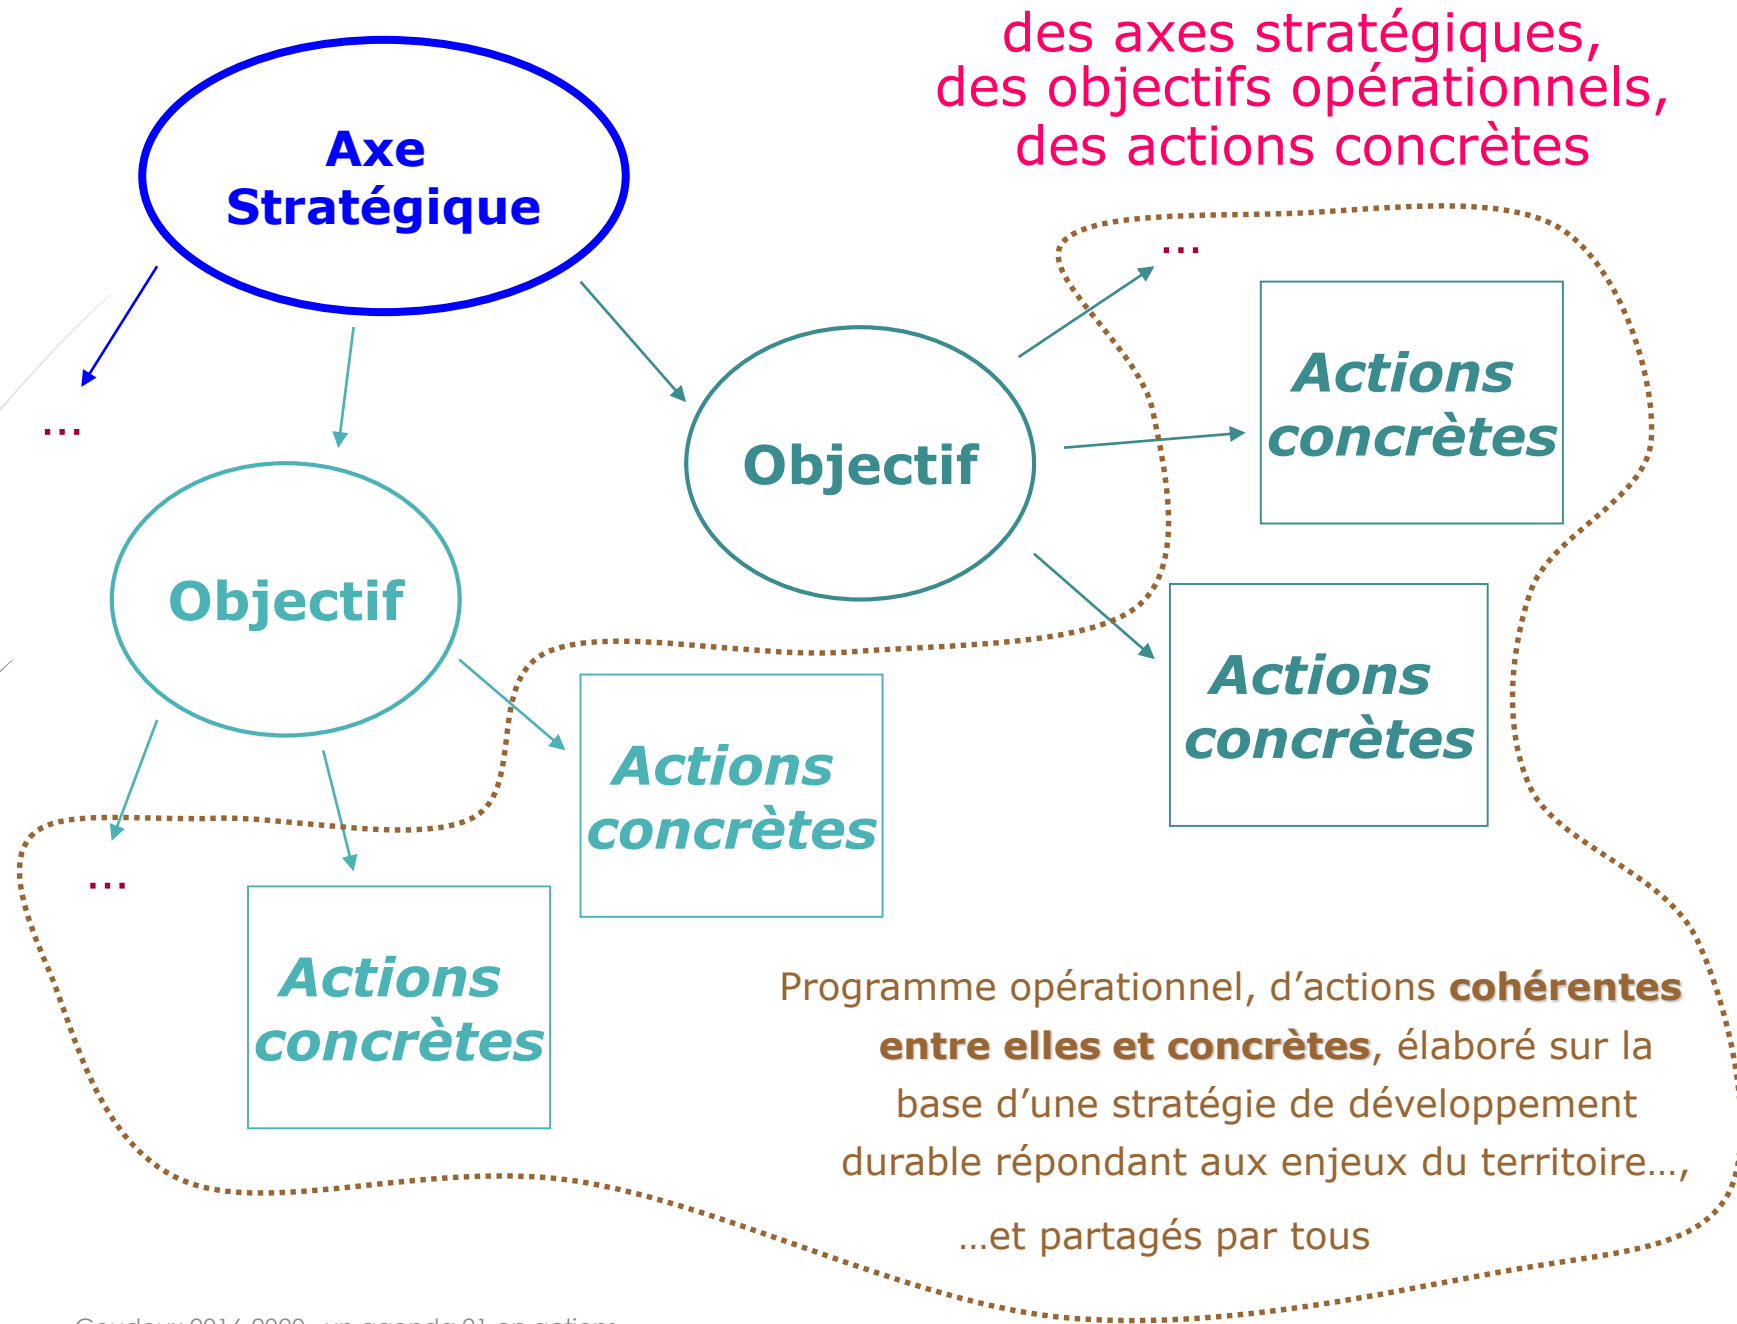 des axes stratégiques,
des objectifs opérationnels,
des actions concrètes
Axe
Stratégique
...
...
Actions
concrètes
Objectif
Objectif
Actions
concrètes
Actions
concrètes
...
Actions
concrètes
Programme opérationnel, d’actions cohérentes
entre elles et concrètes, élaboré sur la
base d’une stratégie de développement
durable répondant aux enjeux du territoire…,
…et partagés par tous